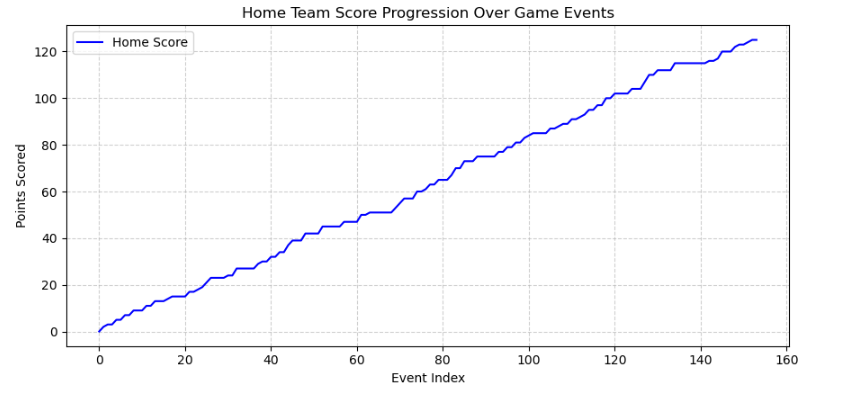 Home Team Score Progression Over Game Events
Home Score
120
100
80
60
40
20
0
Points Scored
0 20 40 60 80 100 120 140 160
Event Index